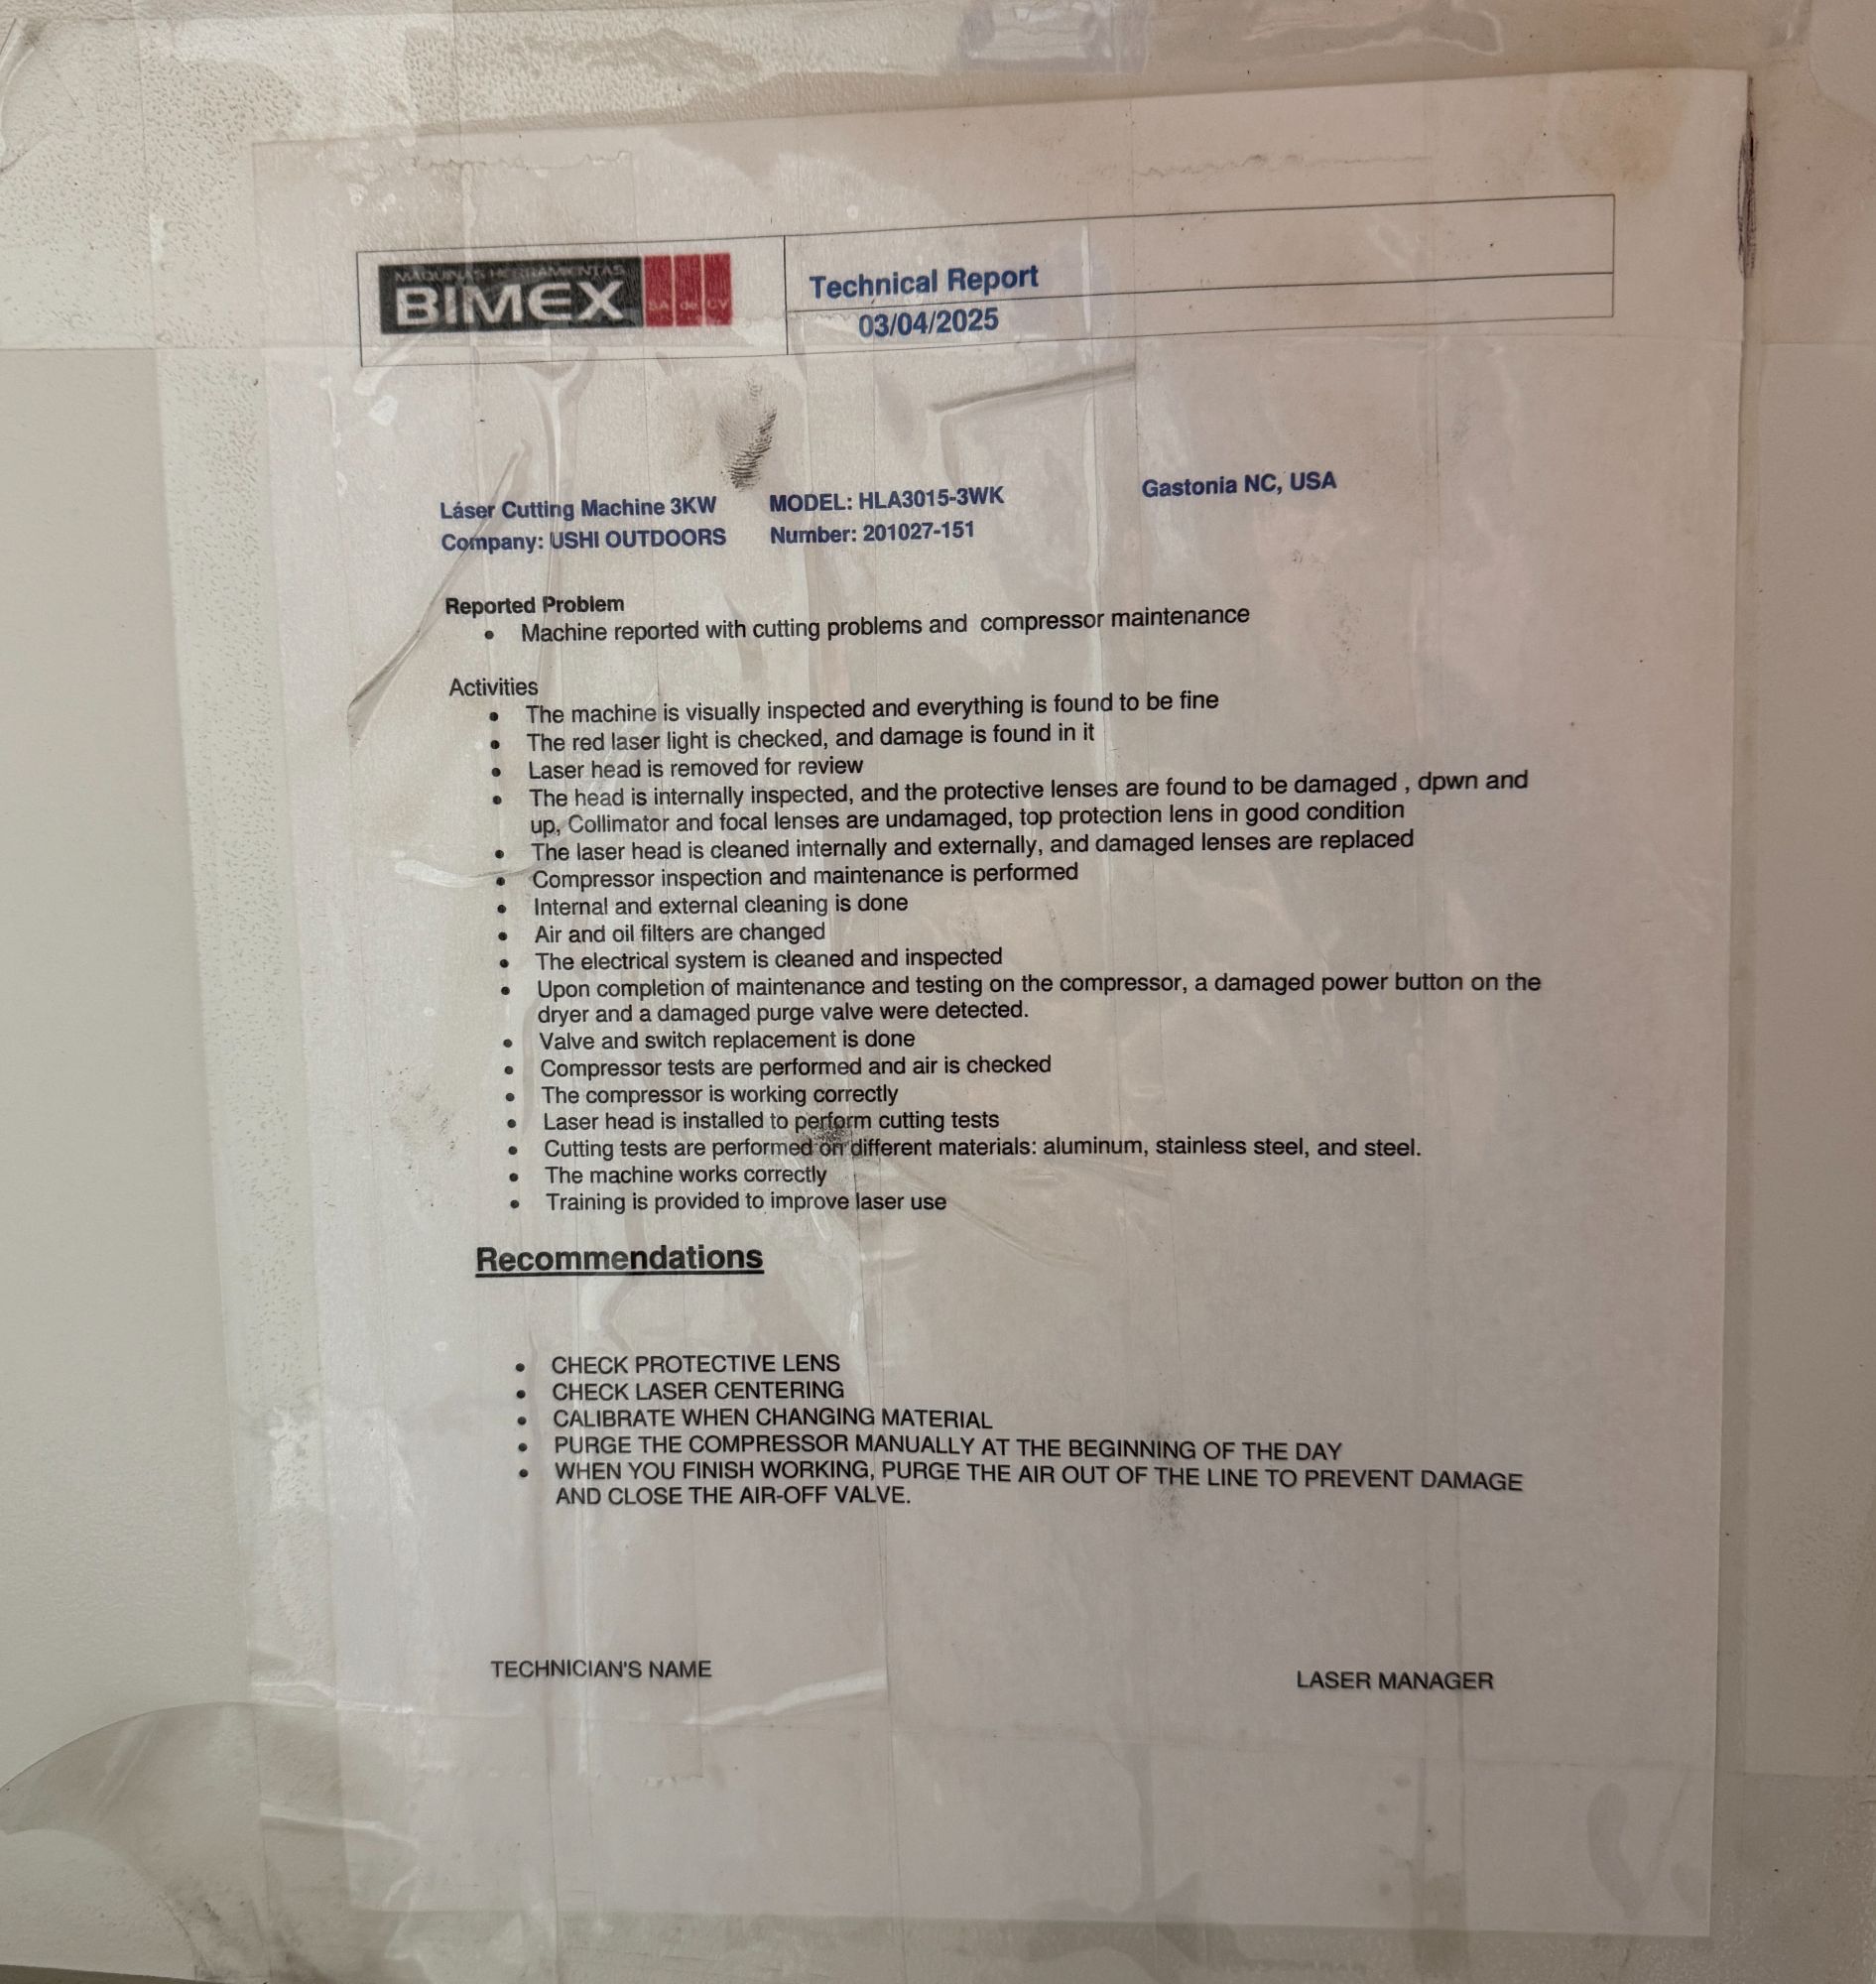 MAQUINAS HERRAMIENTAS
BIMEX
SA de CV
Technical Report
03/04/2025
Láser Cutting Machine 3KW MODEL: HLA3015-3WK Gastonia NC, USA
Company: USHI OUTDOORS Number: 201027-151
Reported Problem
• Machine reported with cutting problems and compressor maintenance
Activities
• The machine is visually inspected and everything is found to be fine
• The red laser light is checked, and damage is found in it
• Laser head is removed for review
• The head is internally inspected, and the protective lenses are found to be damaged , dpwn and
up, Collimator and focal lenses are undamaged, top protection lens in good condition
• The laser head is cleaned internally and externally, and damaged lenses are replaced
• Compressor inspection and maintenance is performed
• Internal and external cleaning is done
• Air and oil filters are changed
• The electrical system is cleaned and inspected
• Upon completion of maintenance and testing on the compressor, a damaged power button on the
dryer and a damaged purge valve were detected.
• Valve and switch replacement is done
• Compressor tests are performed and air is checked
• The compressor is working correctly
• Laser head is installed to perform cutting tests
• Cutting tests are performed on different materials: aluminum, stainless steel, and steel.
• The machine works correctly
• Training is provided to improve laser use
Recommendations
• CHECK PROTECTIVE LENS
• CHECK LASER CENTERING
• CALIBRATE WHEN CHANGING MATERIAL
• PURGE THE COMPRESSOR MANUALLY AT THE BEGINNING OF THE DAY
• WHEN YOU FINISH WORKING, PURGE THE AIR OUT OF THE LINE TO PREVENT DAMAGE
AND CLOSE THE AIR-OFF VALVE.
TECHNICIAN'S NAME LASER MANAGER